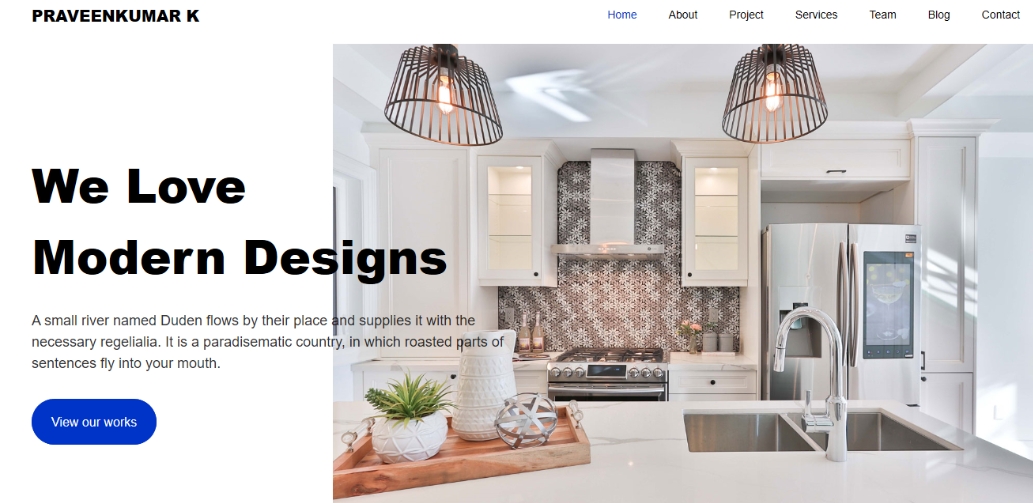 PRAVEENKUMAR K
Home About Project Services Team Blog Contact
We Love
Modern Designs
A small river named Duden flows by their place and supplies it with the
necessary regelialia. It is a paradisematic country, in which roasted parts of
sentences fly into your mouth.
View our works